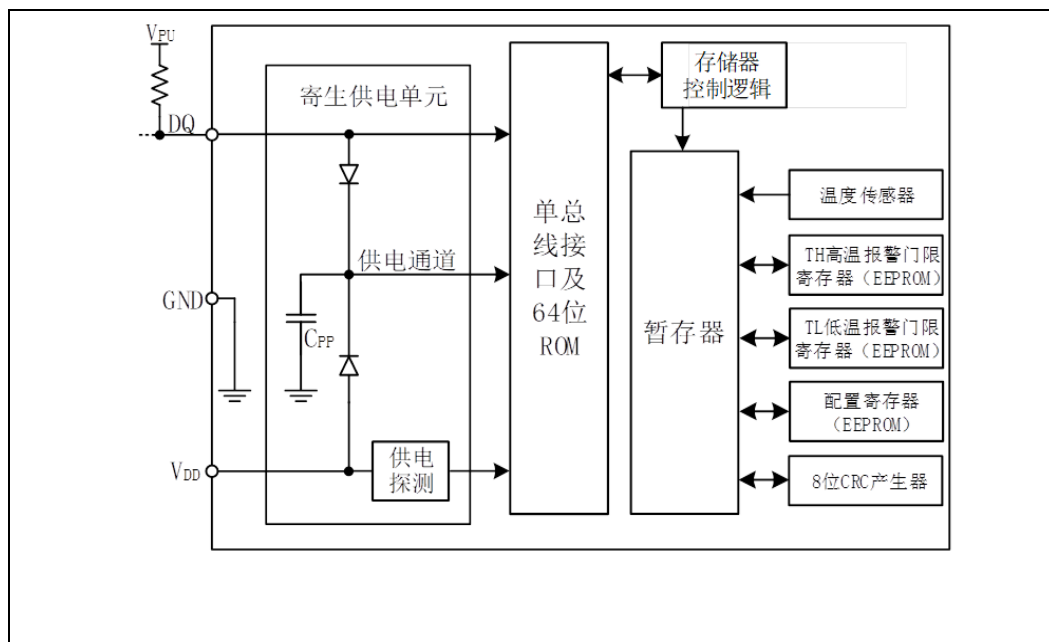 VPU
存储器
控制逻辑
寄生供电单元
DQ
温度传感器
单总
线接
口及
64位
ROM
TH高温报警门限
寄存器（EEPROM）
供电通道
GND
CPP
暂存器
TL低温报警门限
寄存器（EEPROM）
配置寄存器
（EEPROM）
VDD
供电
探测
8位CRC产生器